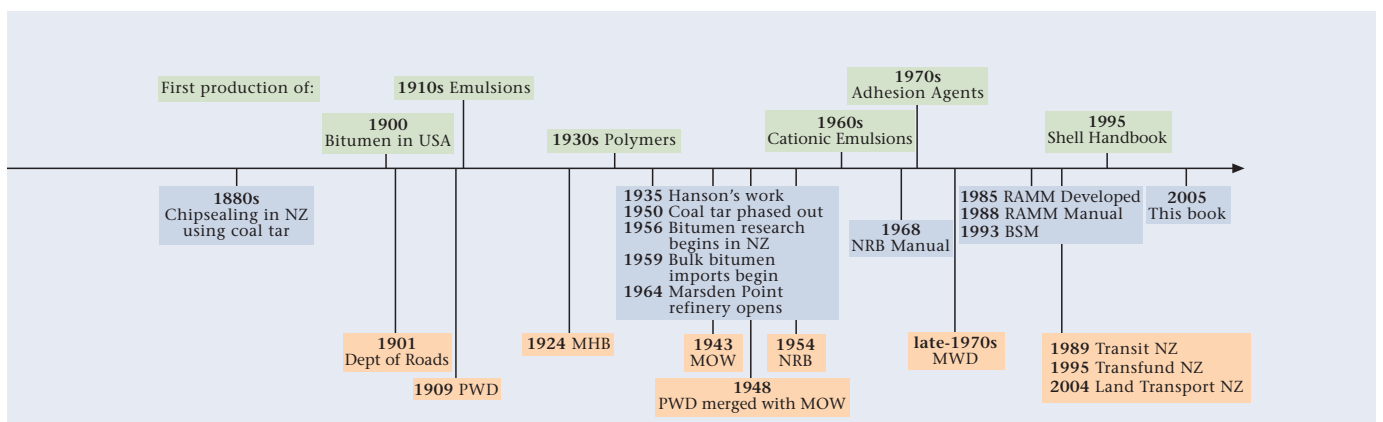 First production of:
1910s Emulsions
1900
Bitumen in USA
1930s Polymers
1960s
Cationic Emulsions
1970s
Adhesion Agents
1995
Shell Handbook
1880s
Chipsealing in NZ
using coal tar
1935 Hanson's work
1950 Coal tar phased out
1956 Bitumen research
begins in NZ
1959 Bulk bitumen
imports begin
1964 Marsden Point
refinery opens
1968
NRB Manual
1985 RAMM Developed
1988 RAMM Manual
1993 BSM
2005
This book
1901
Dept of Roads
1909 PWD
1924 MHB
1943
MOW
1948
PWD merged with MOW
1954
NRB
late-1970s
MWD
1989 Transit NZ
1995 Transfund NZ
2004 Land Transport NZ